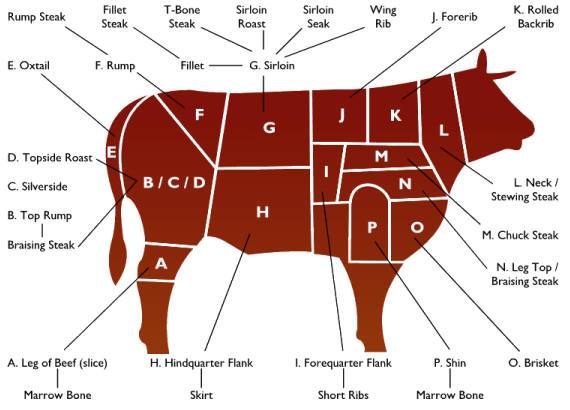 Rump Steak
Fillet
Steak
T-Bone
Steak
Sirloin
Roast
Sirloin
Seak
Wing
Rib
J. Forerib
K. Rolled
Backrib
E. Oxtail
F. Rump
Fillet
G. Sirloin
F
G
J
K
L
E
M
D. Topside Roast
I
B / C / D
N
C. Silverside
L. Neck /
Stewing Steak
B. Top Rump
H
P
O
Braising Steak
M. Chuck Steak
A
N. Leg Top /
Braising Steak
A. Leg of Beef (slice)
H. Hindquarter Flank
I. Forequarter Flank
P. Shin
O. Brisket
Marrow Bone
Skirt
Short Ribs
Marrow Bone